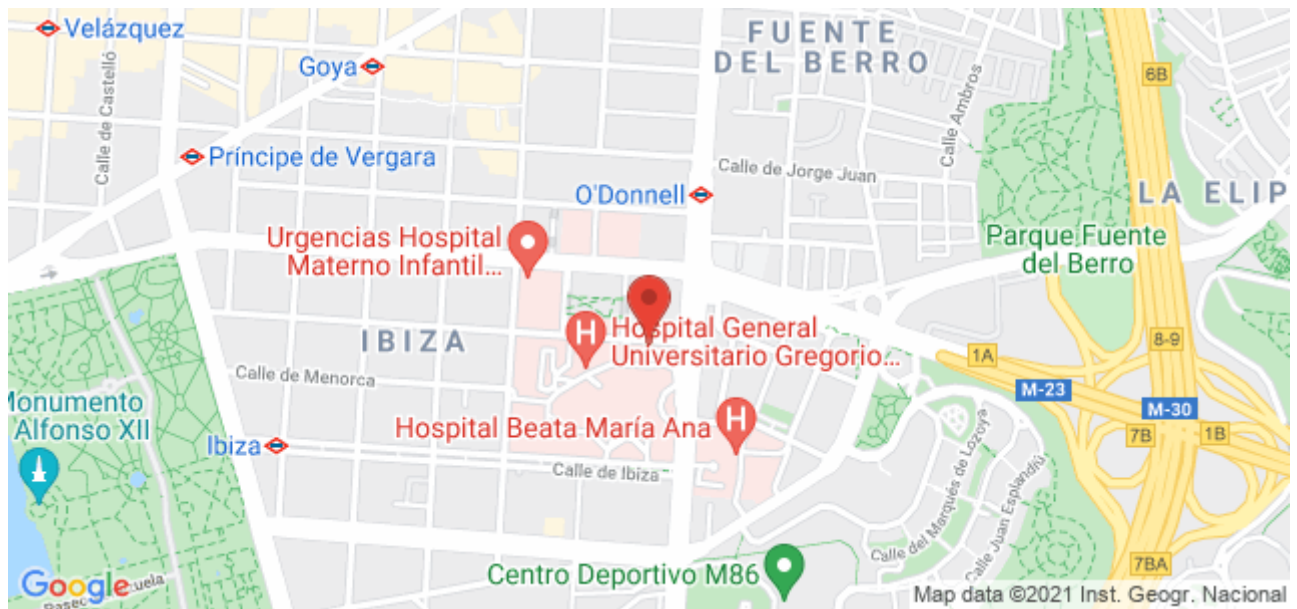 Velázquez
FUENTE
DEL BERRO
Goya
6B
Calle de Castelló
Calle Ambros
Príncipe de Vergara
Calle de Jorge Juan
O'Donnell
LA ELIP
Urgencias Hospital
Materno Infantil...
Parque Fuente
del Berro
IBIZA
Hospital General
Universitario Gregorio...
H
8-9
1A
Calle de Menorca
M-23
M-30
Monumento
Alfonso XII
Hospital Beata María Ana
H
7B
1B
Ibiza
Calle de Ibiza
Calle del Marqués de Lozoya
Calle Juan Esplandiú
7BA
Centro Deportivo M86
Google
Map data ©2021 Inst. Geogr. Nacional